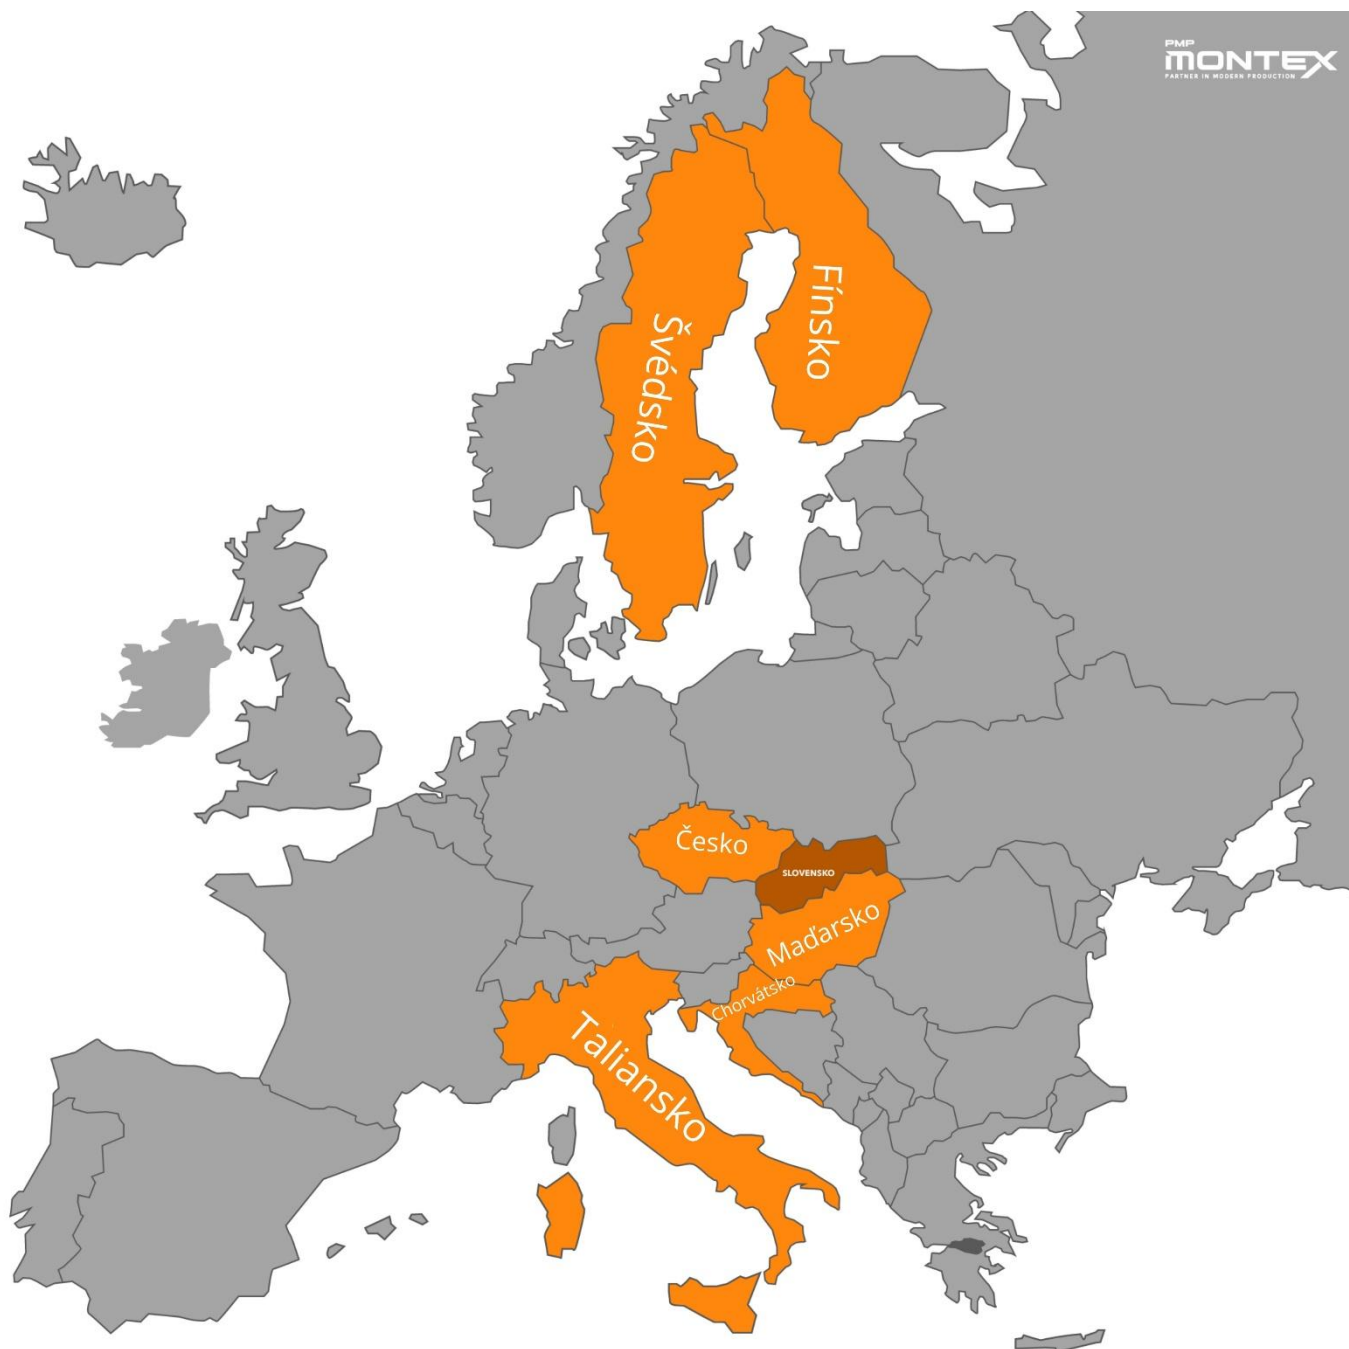 PMP
MONTEX
PARTNER IN MODERN PRODUCTION
Fínsko
Švédsko
Česko
SLOVENSKO
Maďarsko
Chorvátsko
Taliansko